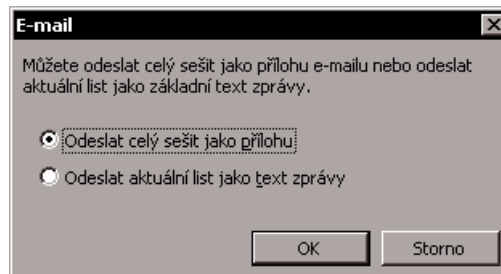 E-mail
Můžete odeslat celý sešit jako přílohu e-mailu nebo odeslat
aktuální list jako základní text zprávy.
Odeslat celý sešit jako přílohu
Odeslat aktuální list jako text zprávy
OK Storno